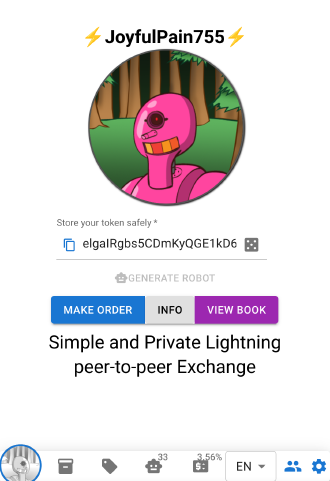 ⚡JoyfulPain755⚡
Store your token safely *
elgaIRgbs5CDmKyQGE1kD6
GENERATE ROBOT
MAKE ORDER INFO VIEW BOOK
Simple and Private Lightning
peer-to-peer Exchange
33 3.56% EN